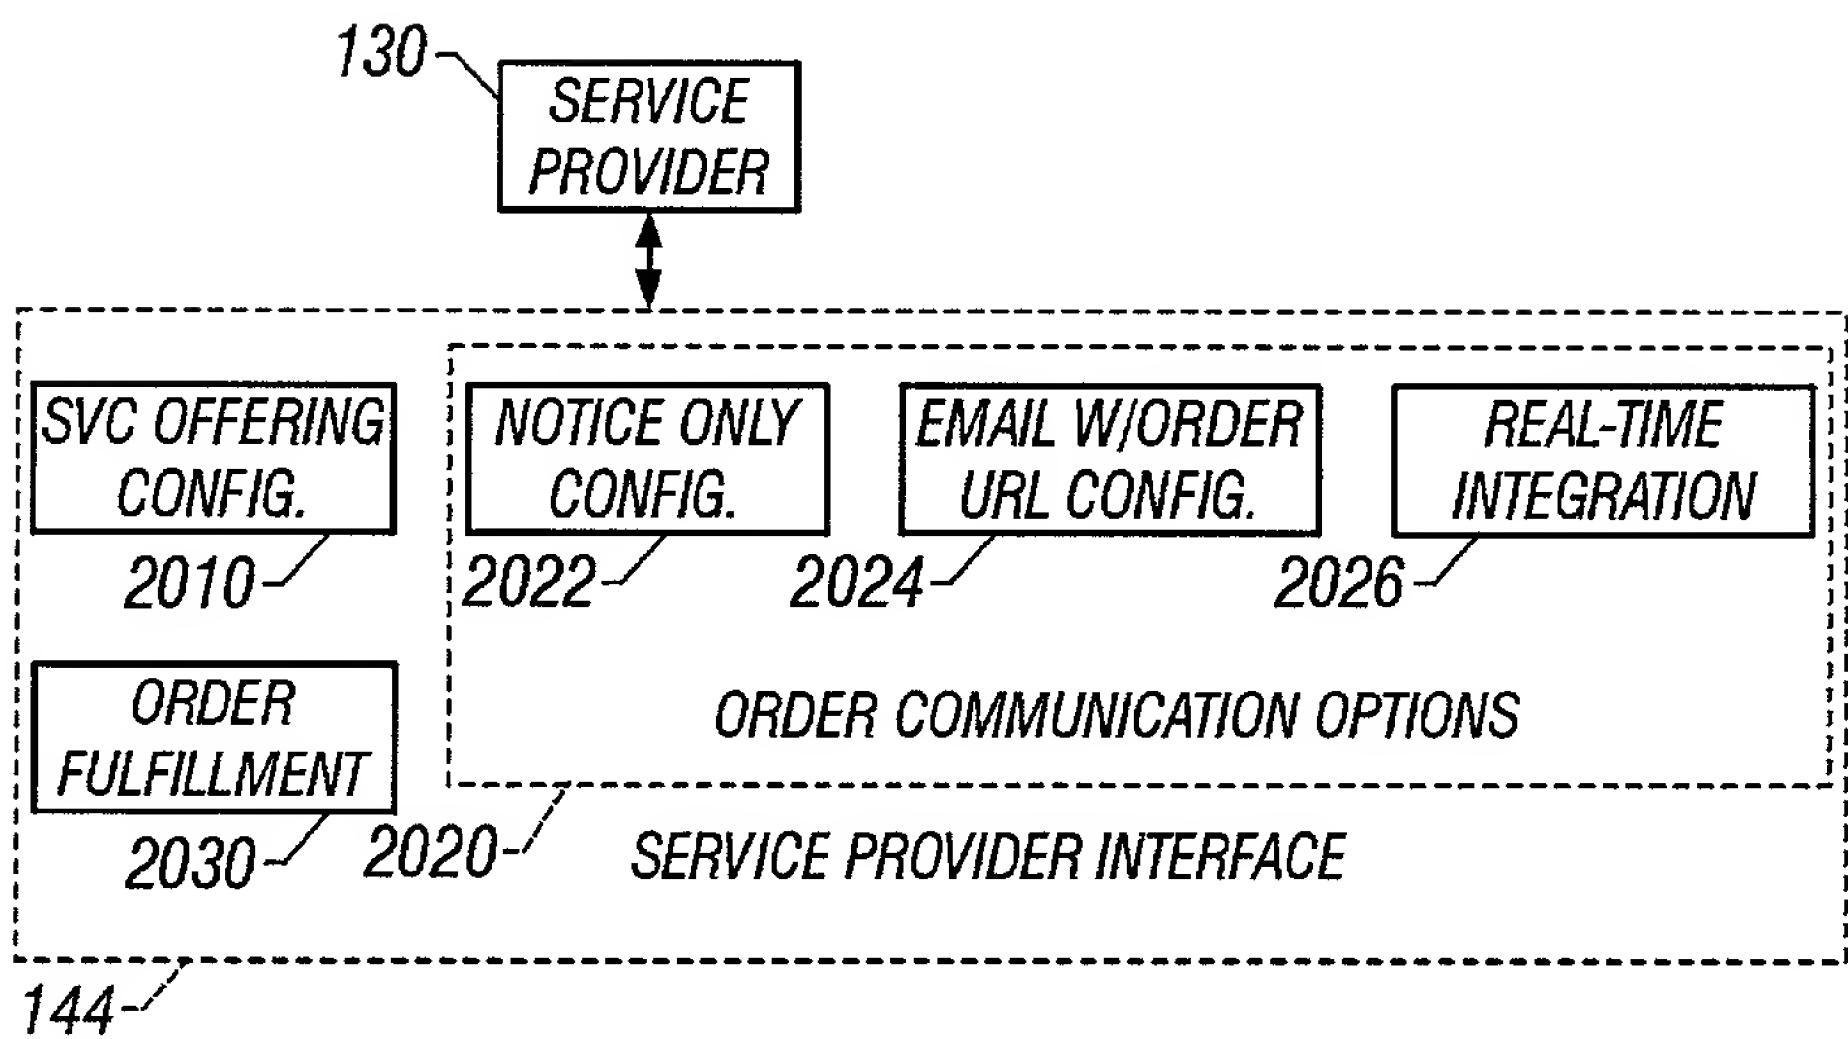 130
SERVICE
PROVIDER
SVC OFFERING
CONFIG.
2010
NOTICE ONLY
CONFIG.
2022
EMAIL W/ORDER
URL CONFIG.
2024
REAL-TIME
INTEGRATION
2026
ORDER
FULFILLMENT
2030
ORDER COMMUNICATION OPTIONS
2020
SERVICE PROVIDER INTERFACE
144